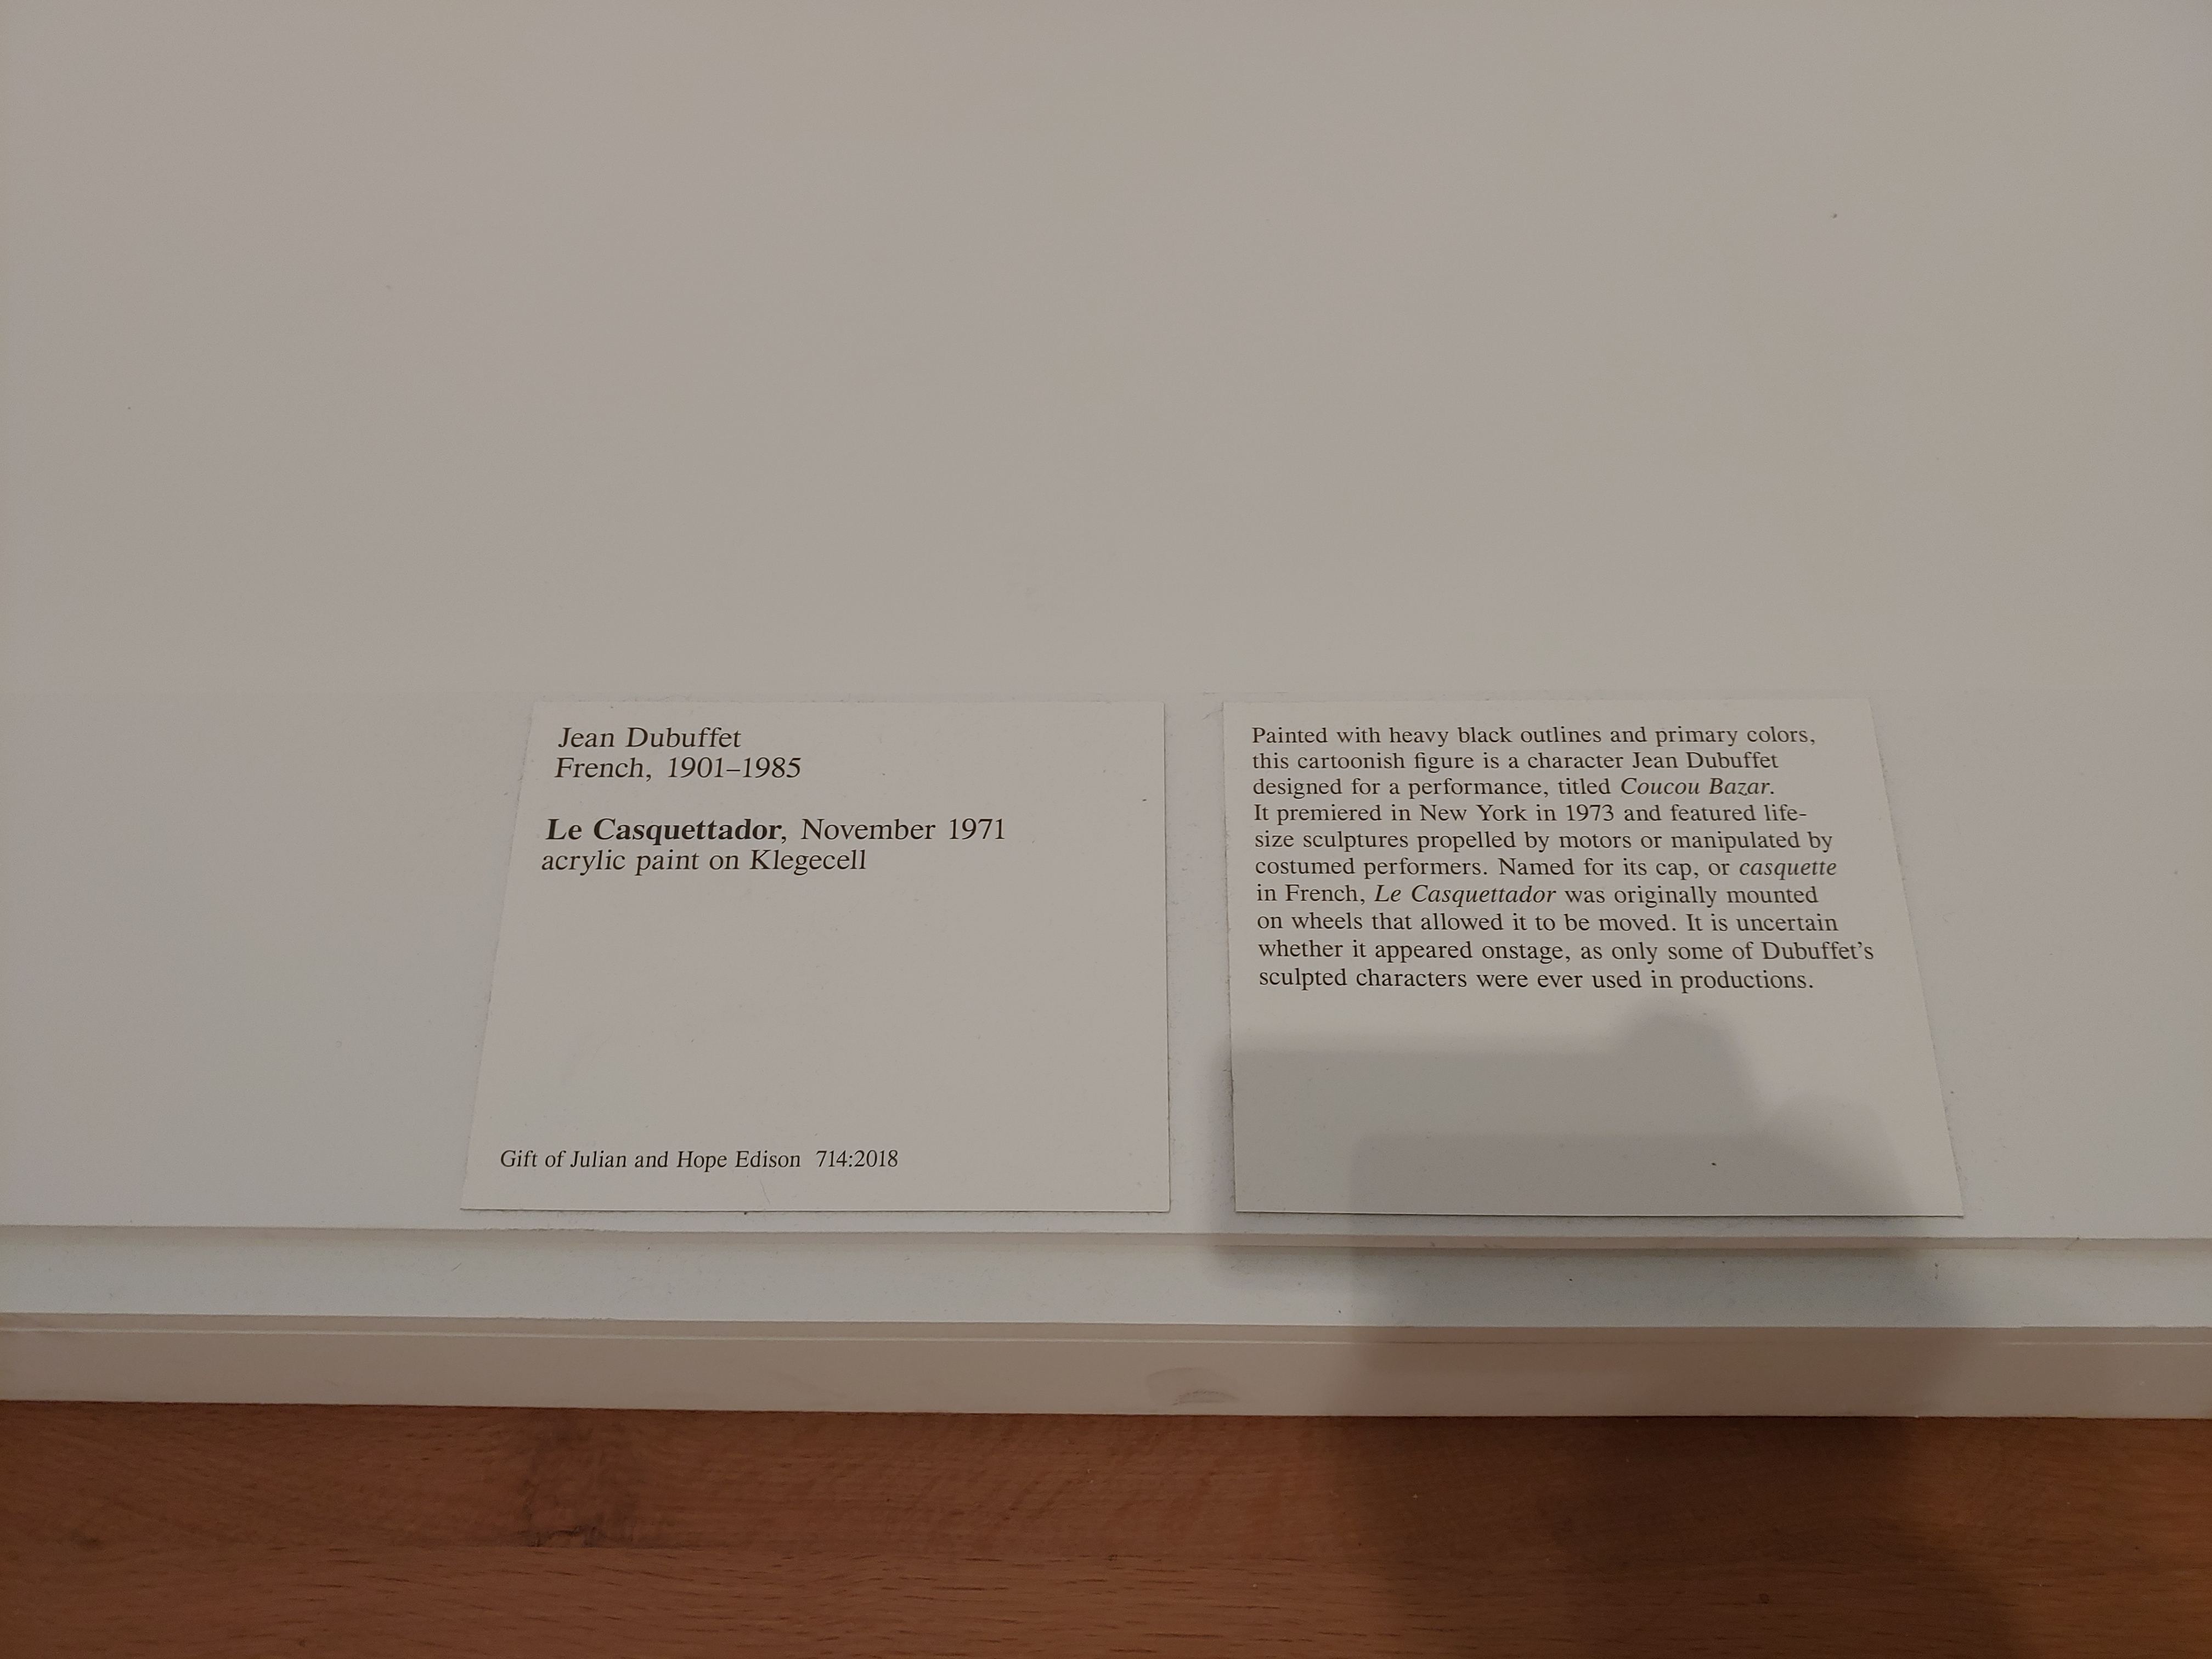 Jean Dubuffet
French, 1901–1985
Le Casquettador, November 1971
acrylic paint on Klegecell
Gift of Julian and Hope Edison 714:2018
Painted with heavy black outlines and primary colors,
this cartoonish figure is a character Jean Dubuffet
designed for a performance, titled Coucou Bazar.
It premiered in New York in 1973 and featured life-
size sculptures propelled by motors or manipulated by
costumed performers. Named for its cap, or casquette
in French, Le Casquettador was originally mounted
on wheels that allowed it to be moved. It is uncertain
whether it appeared onstage, as only some of Dubuffet's
sculpted characters were ever used in productions.